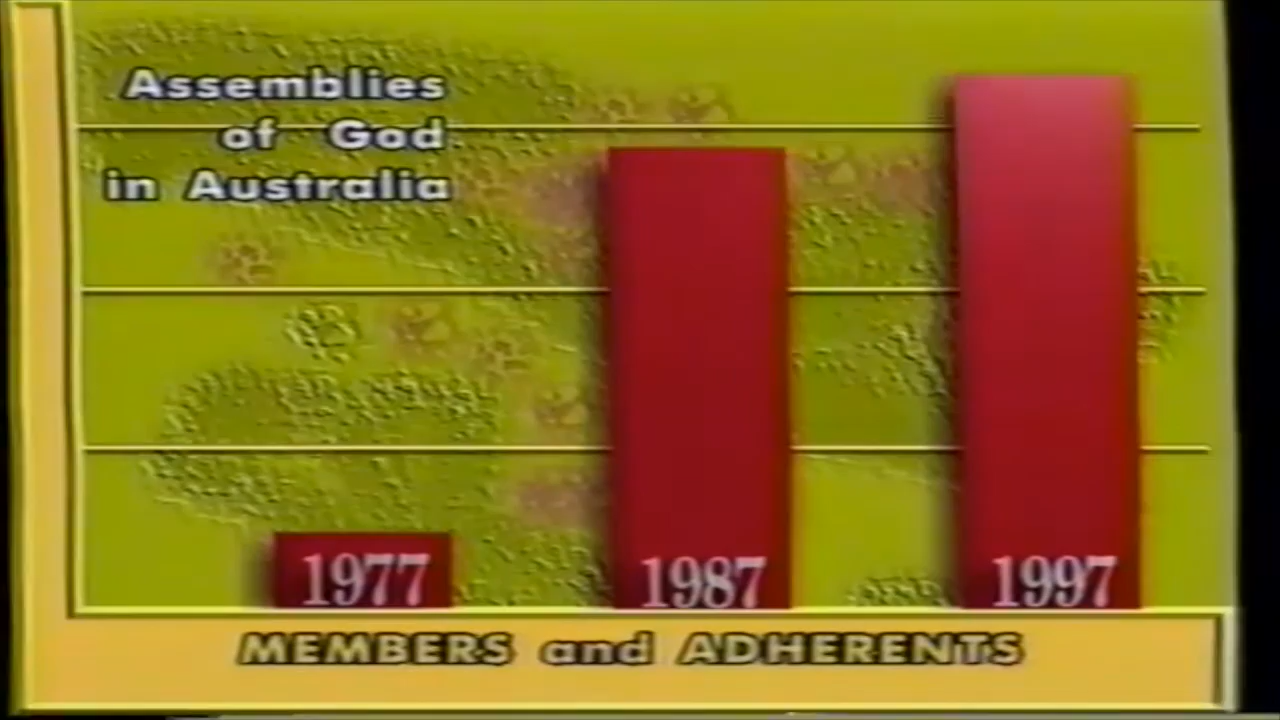 Assemblies
of God
in Australia
1977
1987
1997
MEMBERS and ADHERENTS